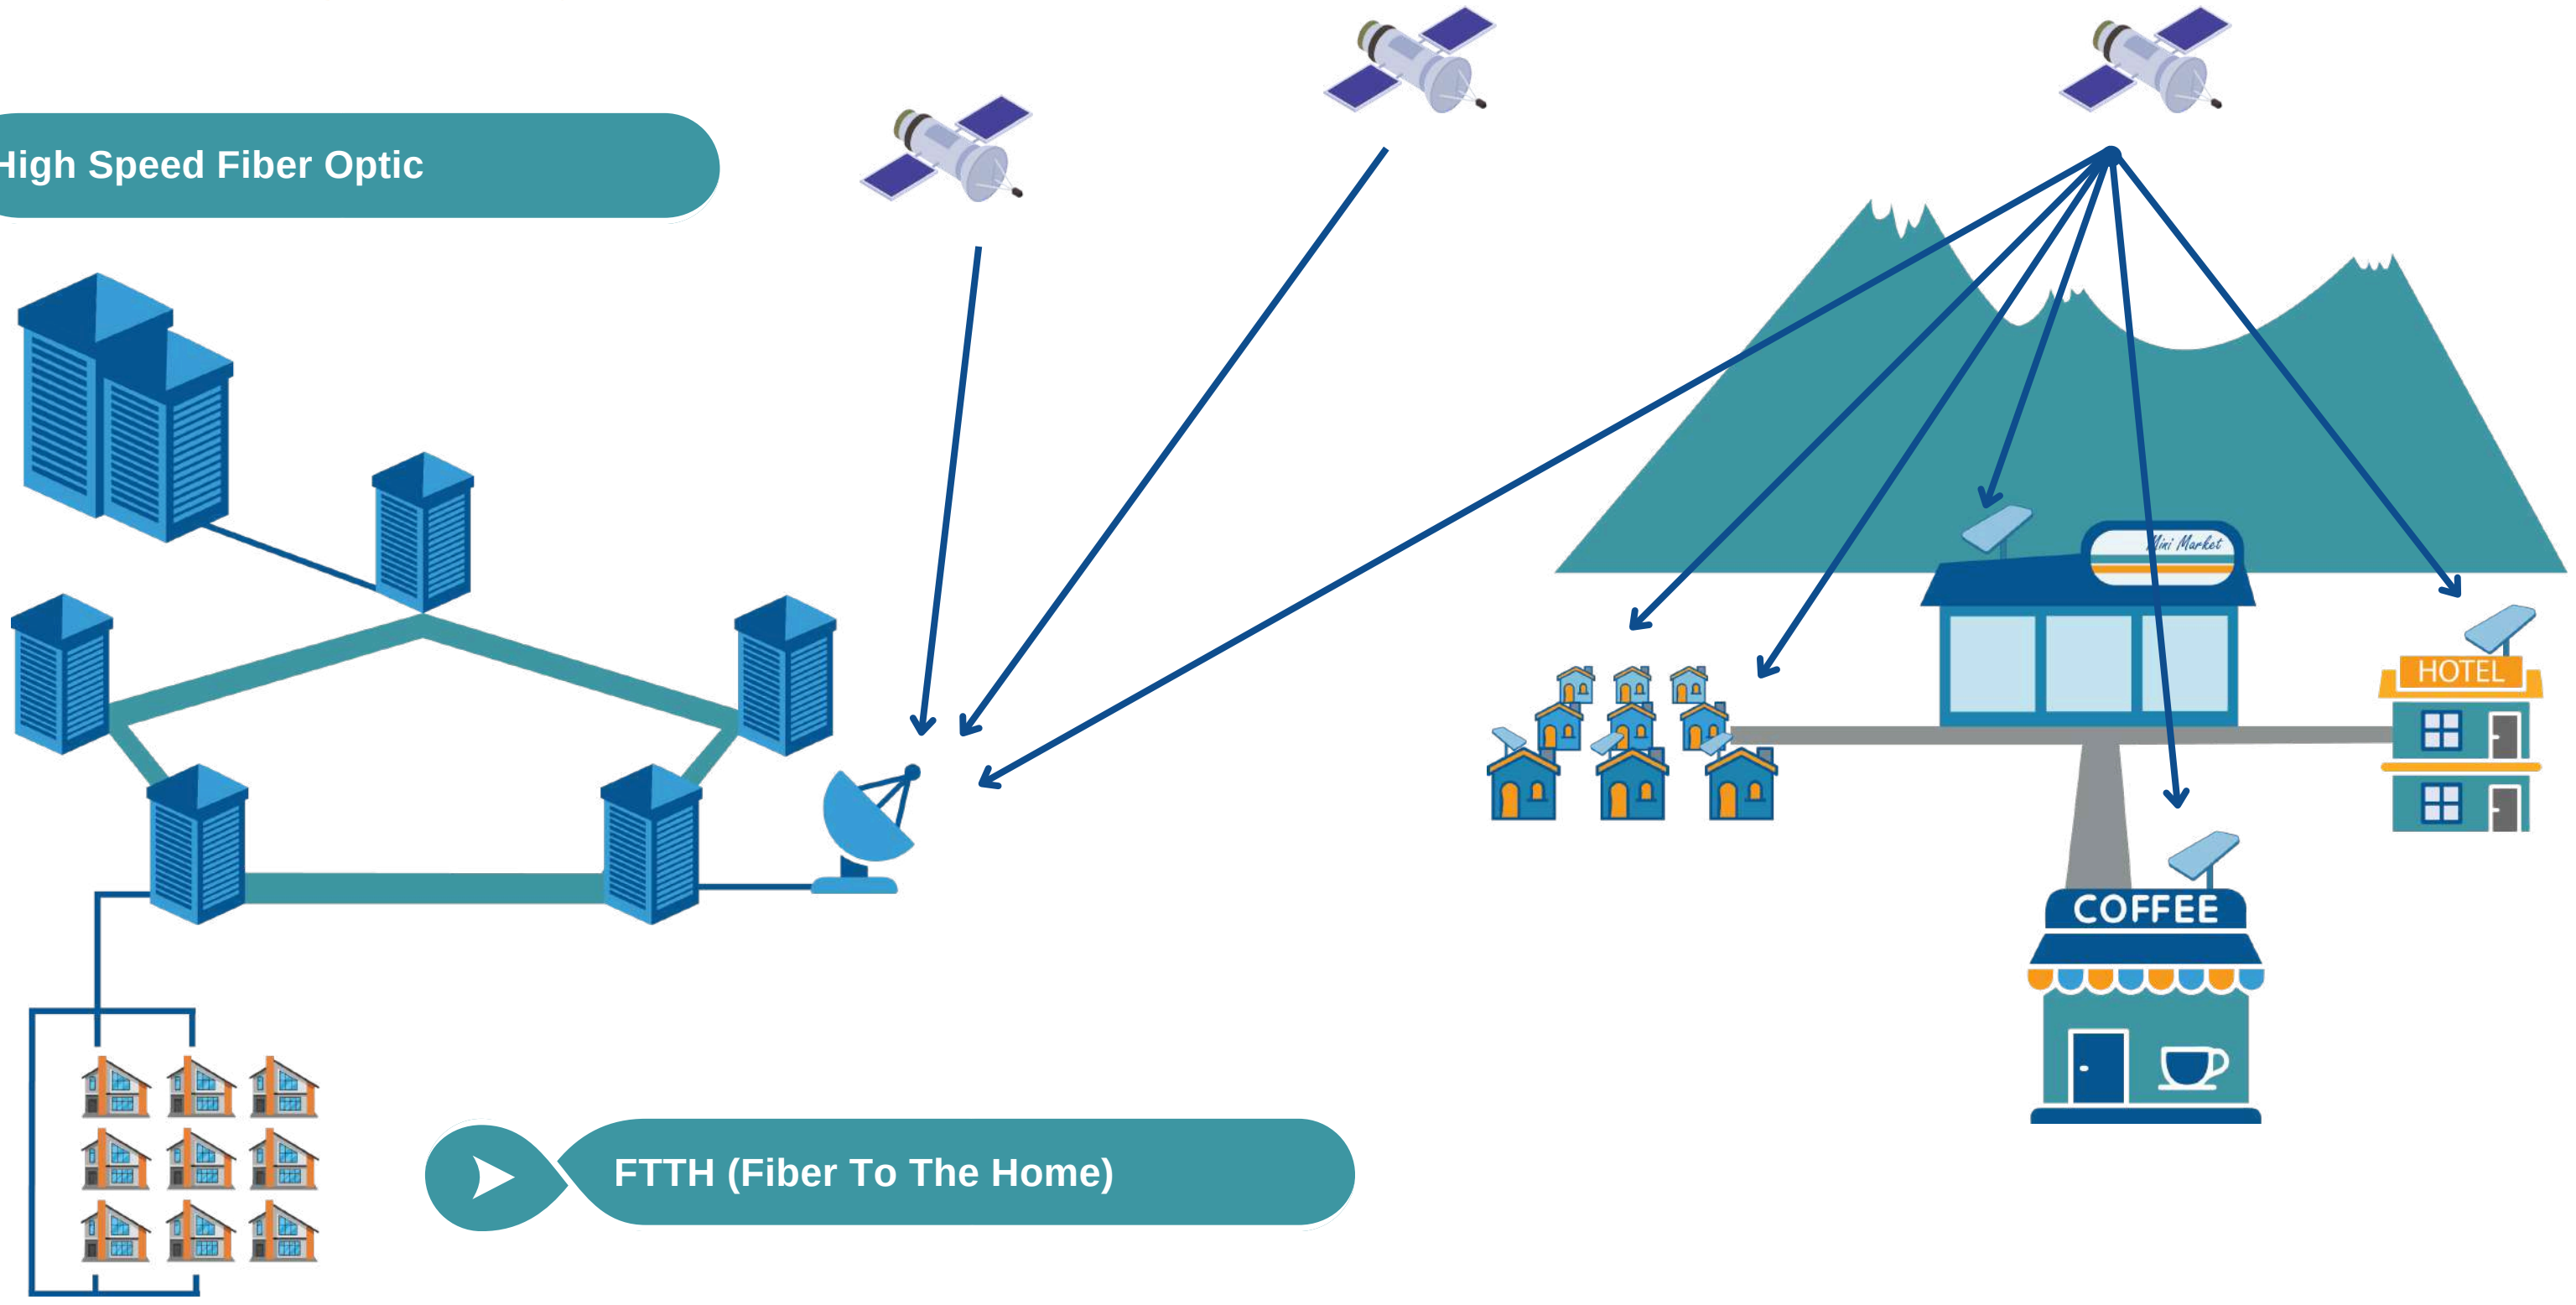 High Speed Fiber Optic
Mini Market
HOTEL
COFFEE
FTTH (Fiber To The Home)